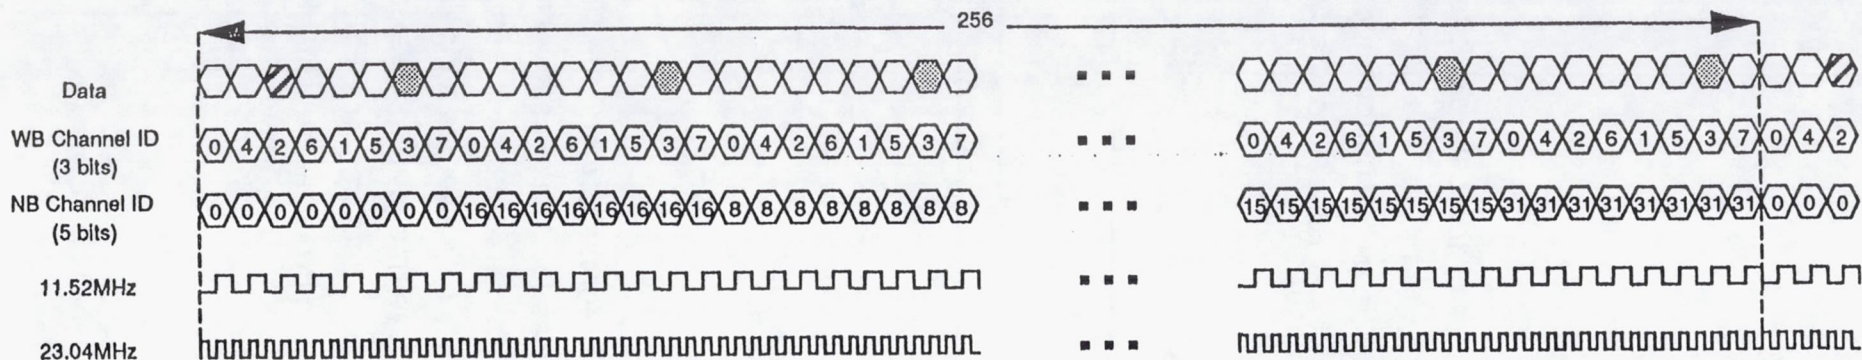 256
Data
WB Channel ID 0 4 2 6 1 5 3 7 0 4 2 6 1 5 3 7 0 4 2 6 1 5 3 7 0 4 2 6 1 5 3 7 0 4 2 6 1 5 3 7 0 4 2
(3 bits)
NB Channel ID 0 0 0 0 0 0 0 0 16 16 16 16 16 16 16 16 8 8 8 8 8 8 8 8 15 15 15 15 15 15 15 15 31 31 31 31 31 31 31 31 0 0 0
(5 bits)
11.52MHz
23.04MHz